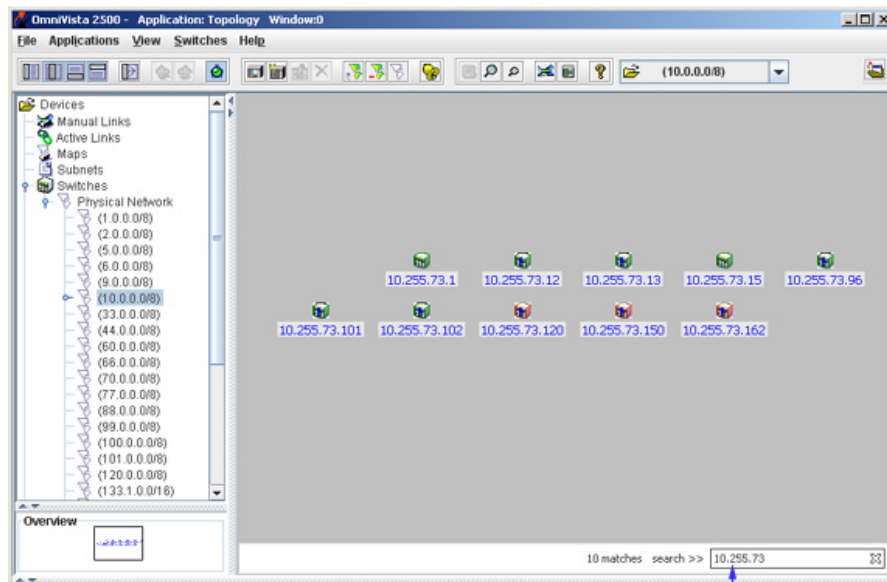 OmniVista 2500 - Application: Topology Window:0
File Applications View Switches Help
(10.0.0.0/8)
Devices
Manual Links
Active Links
Maps
Subnets
Switches
Physical Network
(1.0.0.0/8)
(2.0.0.0/8)
(5.0.0.0/8)
(6.0.0.0/8)
(9.0.0.0/8)
(10.0.0.0/8)
(33.0.0.0/8)
(44.0.0.0/8)
(60.0.0.0/8)
(66.0.0.0/8)
(70.0.0.0/8)
(77.0.0.0/8)
(88.0.0.0/8)
(99.0.0.0/8)
(100.0.0.0/8)
(101.0.0.0/8)
(120.0.0.0/8)
(133.1.0.0/16)
Overview
10.255.73.1 10.255.73.12 10.255.73.13 10.255.73.15 10.255.73.96
10.255.73.101 10.255.73.102 10.255.73.120 10.255.73.150 10.255.73.162
10 matches search >> 10.255.73